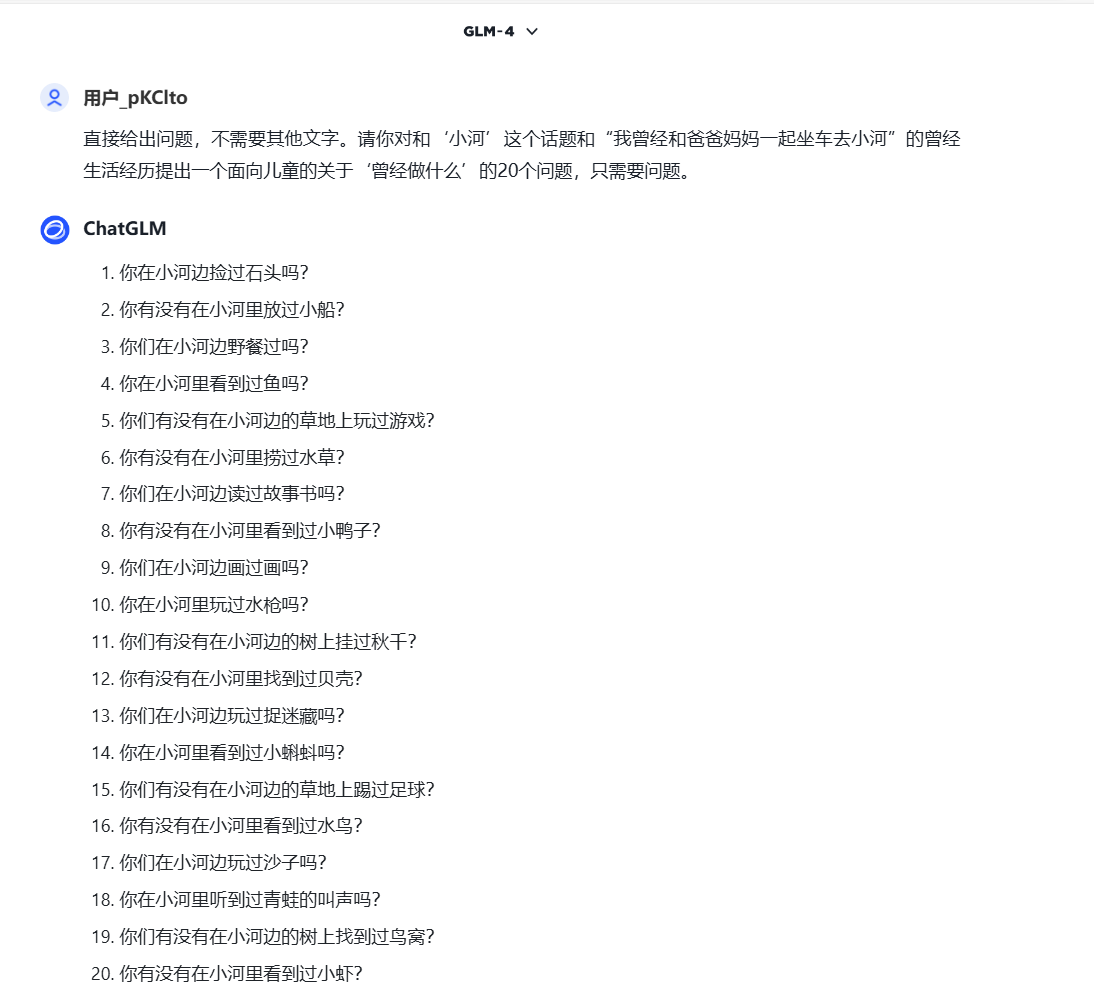 GLM-4
用户_pKClto
直接给出问题，不需要其他文字。请你对和‘小河’这个话题和“我曾经和爸爸妈妈一起坐车去小河”的曾经
生活经历提出一个面向儿童的关于‘曾经做什么’的20个问题，只需要问题。
ChatGLM
1. 你在小河边捡过石头吗？
2. 你有没有在小河里放过小船？
3. 你们在小河边野餐过吗？
4. 你在小河里看到过鱼吗？
5. 你们有没有在小河边的草地上玩过游戏？
6. 你有没有在小河里捞过水草？
7. 你们在小河边读过故事书吗？
8. 你有没有在小河里看到过小鸭子？
9. 你们在小河边画过画吗？
10. 你在小河里玩过水枪吗？
11. 你们有没有在小河边的树上挂过秋千？
12. 你有没有在小河里找到过贝壳？
13. 你们在小河边玩过捉迷藏吗？
14. 你在小河里看到过小蝌蚪吗？
15. 你们有没有在小河边的草地上踢过足球？
16. 你有没有在小河里看到过水鸟？
17. 你们在小河边玩过沙子吗？
18. 你在小河里听到过青蛙的叫声吗？
19. 你们有没有在小河边的树上找到过鸟窝？
20. 你有没有在小河里看到过小虾？